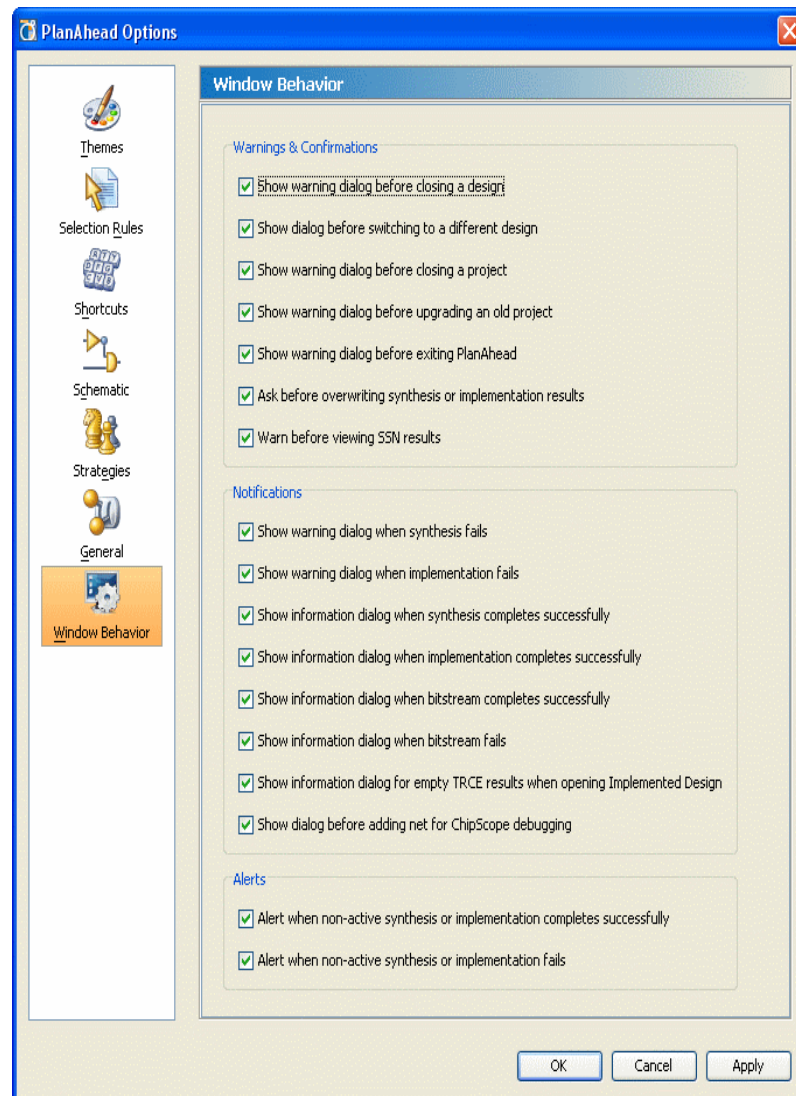 PlanAhead Options
Themes
Selection Rules
Shortcuts
Schematic
Strategies
General
Window Behavior
Window Behavior
Warnings & Confirmations
Show warning dialog before closing a design
Show dialog before switching to a different design
Show warning dialog before closing a project
Show warning dialog before upgrading an old project
Show warning dialog before exiting PlanAhead
Ask before overwriting synthesis or implementation results
Warn before viewing SSN results
Notifications
Show warning dialog when synthesis fails
Show warning dialog when implementation fails
Show information dialog when synthesis completes successfully
Show information dialog when implementation completes successfully
Show information dialog when bitstream completes successfully
Show information dialog when bitstream fails
Show information dialog for empty TRCE results when opening Implemented Design
Show dialog before adding net for ChipScope debugging
Alerts
Alert when non-active synthesis or implementation completes successfully
Alert when non-active synthesis or implementation fails
OK Cancel Apply